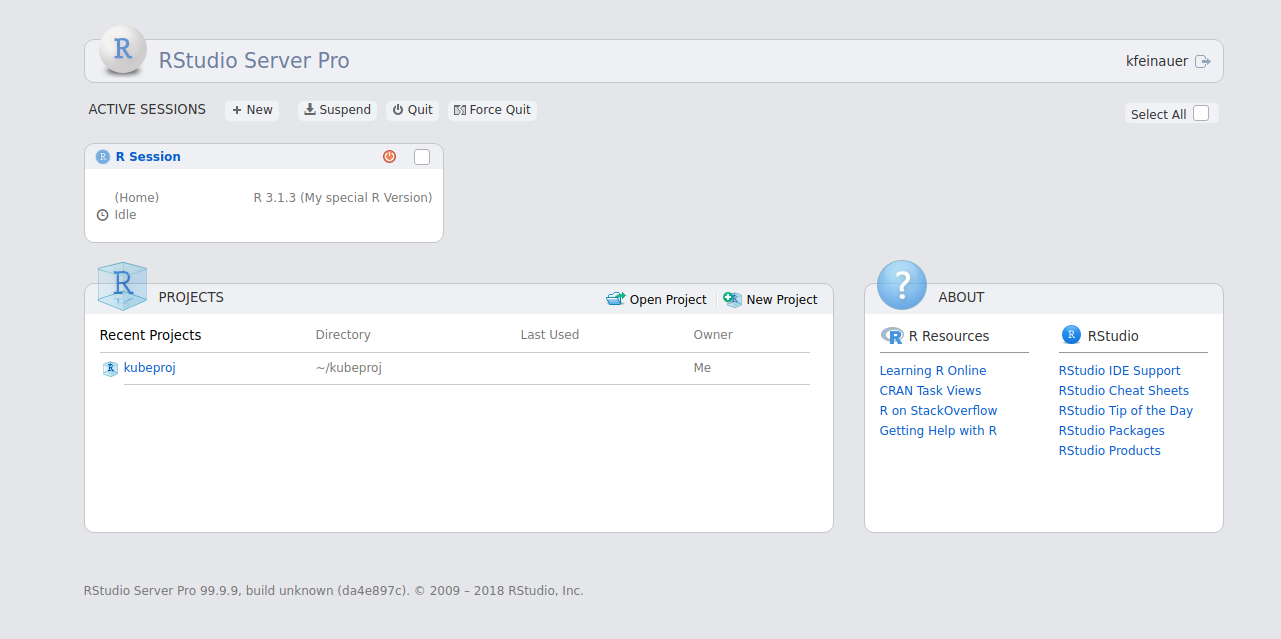 RStudio Server Pro
kfeinauer
ACTIVE SESSIONS
New
Suspend
Quit
Force Quit
Select All
R Session
(Home) R 3.1.3 (My special R Version)
Idle
PROJECTS
Open Project
New Project
Recent Projects Directory Last Used Owner
kubeproj ~/kubeproj Me
ABOUT
R Resources
Learning R Online
CRAN Task Views
R on StackOverflow
Getting Help with R
RStudio
RStudio IDE Support
RStudio Cheat Sheets
RStudio Tip of the Day
RStudio Packages
RStudio Products
RStudio Server Pro 99.9.9, build unknown (da4e897c). © 2009 – 2018 RStudio, Inc.